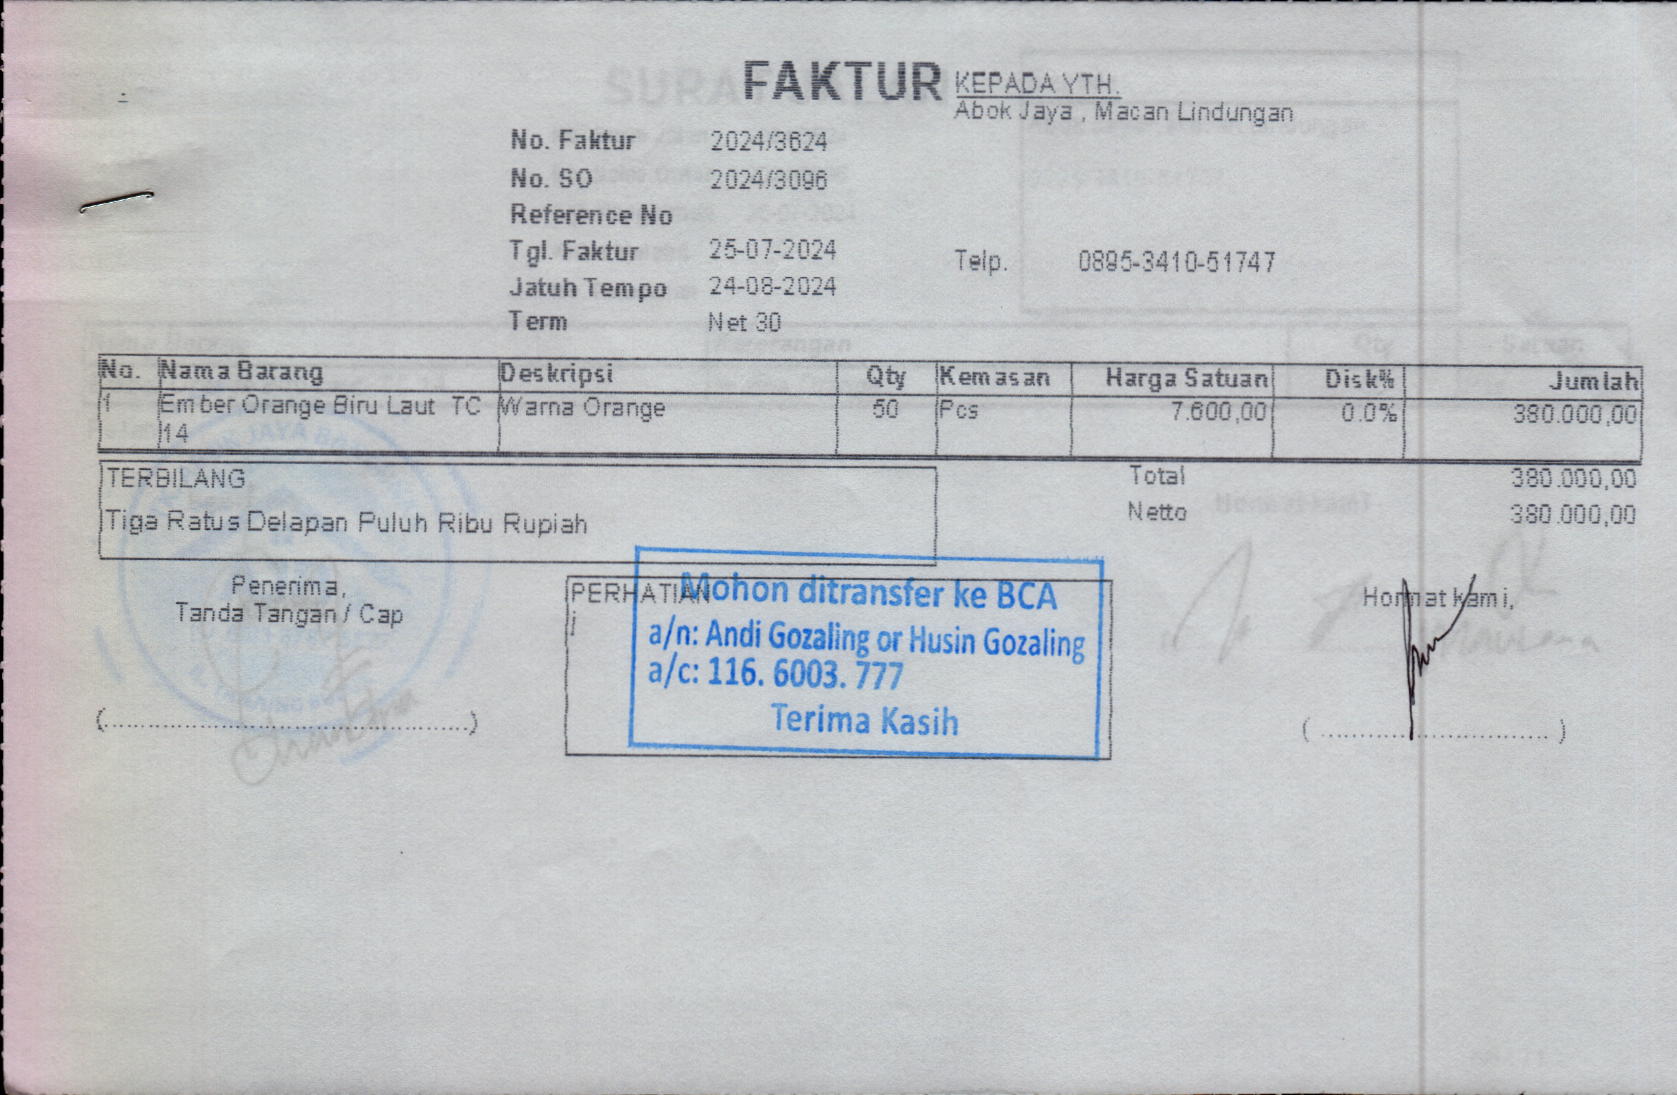 FAKTUR
KEPADA YTH.
Abok Jaya , Macan Lindungan
No. Faktur 2024/3624
No. SO 2024/3096
Reference No
Tgl. Faktur 25-07-2024
Telp. 0895-3410-51747
Jatuh Tempo 24-08-2024
Term Net 30
No. Nama Barang Deskripsi Qty Kemasan Harga Satuan Disk% Jumlah
1 Ember Orange Biru Laut TC Warna Orange 50 Pcs 7.600,00 0.0% 380.000,00
14
TERBILANG
Total 380.000,00
Tiga Ratus Delapan Puluh Ribu Rupiah
Netto 380.000,00
Penerima,
Tanda Tangan / Cap
PERHATIAN
i
Mohon ditransfer ke BCA
a/n: Andi Gozaling or Husin Gozaling
a/c: 116. 6003. 777
Terima Kasih
Hormat kami,